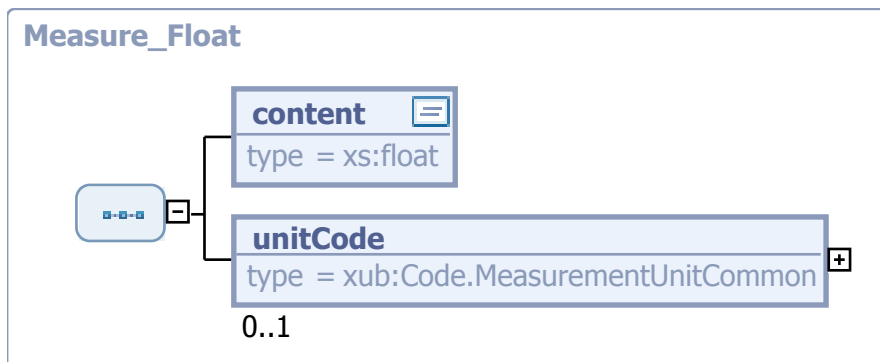 Measure_Float
content
type = xs:float
unitCode
type = xub:Code.MeasurementUnitCommon
0..1